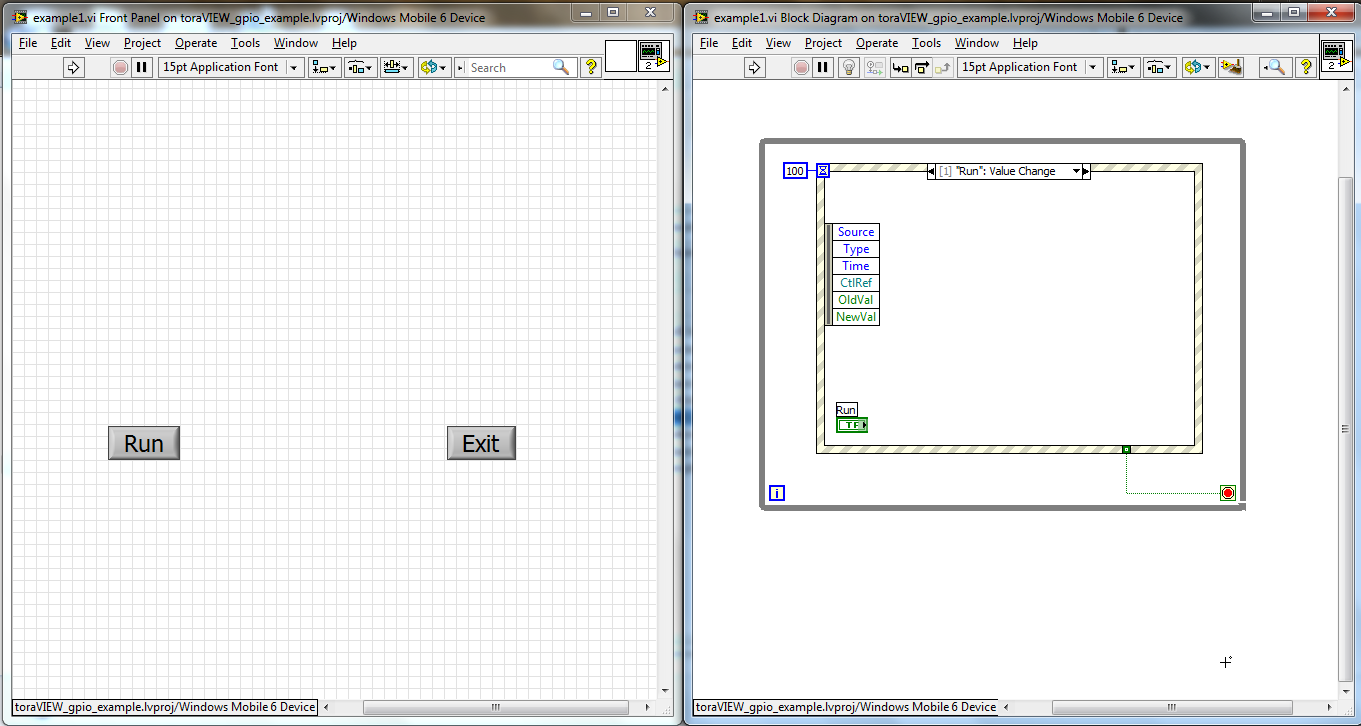 example1.vi Front Panel on toraVIEW_gpio_example.lvproj/Windows Mobile 6 Device
File Edit View Project Operate Tools Window Help
15pt Application Font
Search
?
2
Run
Exit
toraVIEW_gpio_example.lvproj/Windows Mobile 6 Device
example1.vi Block Diagram on toraVIEW_gpio_example.lvproj/Windows Mobile 6 Device
File Edit View Project Operate Tools Window Help
15pt Application Font
?
2
100
[1] "Run": Value Change
Source
Type
Time
CtlRef
OldVal
NewVal
Run
TF
i
toraVIEW_gpio_example.lvproj/Windows Mobile 6 Device